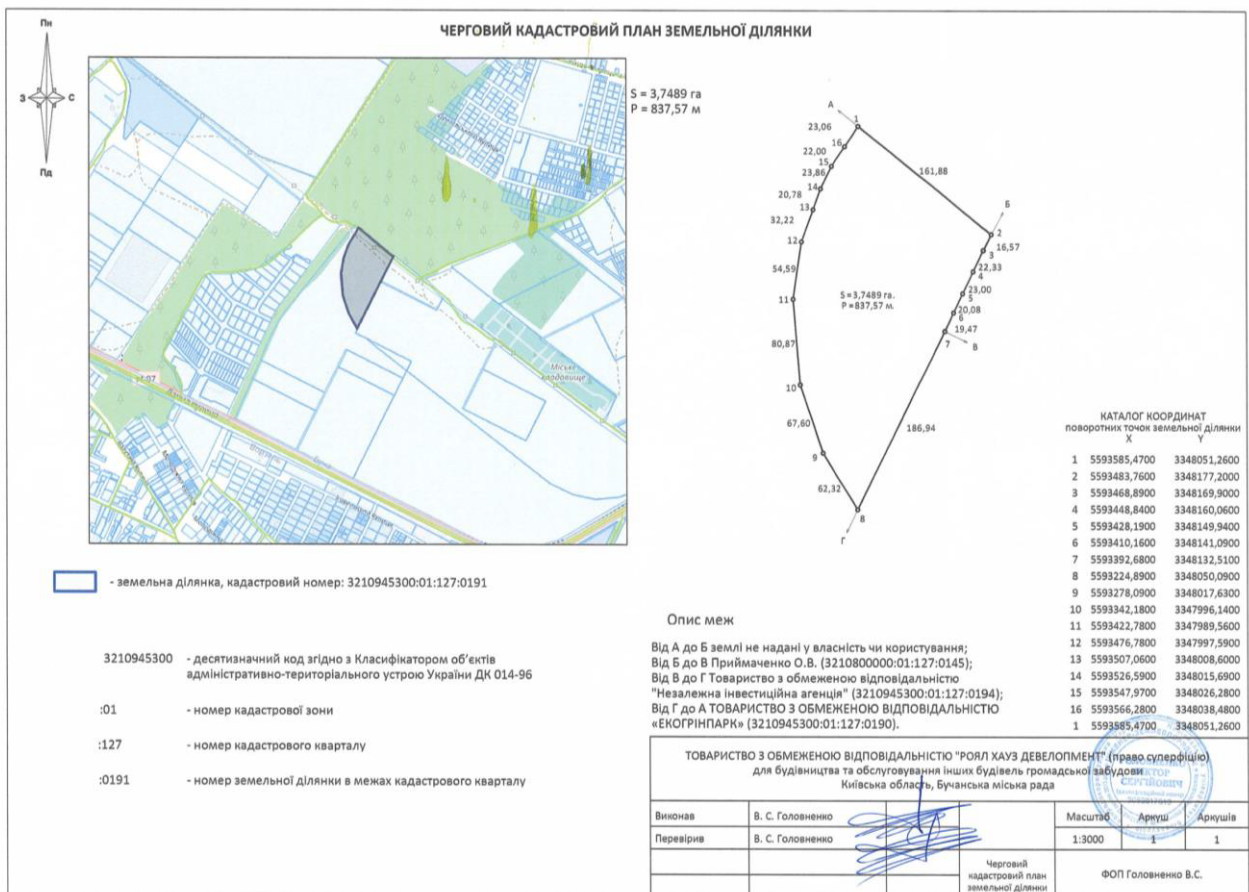 ЧЕРГОВИЙ КАДАСТРОВИЙ ПЛАН ЗЕМЕЛЬНОЇ ДІЛЯНКИ
Пн
З
С
Пд
S = 3,7489 га
P = 837,57 м
Міське
кладовище
А
1
23,06
16
22,00
15
23,86
14
20,78
13
32,22
12
54,59
11
80,87
10
67,60
9
62,32
8
Г
161,88
Б
2
16,57
3
22,33
4
23,00
5
20,08
6
19,47
7
В
186,94
S =3,7489 га.
P =837,57 м.
КАТАЛОГ КООРДИНАТ
поворотних точок земельної ділянки
X Y
1 5593585,4700 3348051,2600
2 5593483,7600 3348177,2000
3 5593468,8900 3348169,9000
4 5593448,8400 3348160,0600
5 5593428,1900 3348149,9400
6 5593410,1600 3348141,0900
7 5593392,6800 3348132,5100
8 5593224,8900 3348050,0900
9 5593278,0900 3348017,6300
10 5593342,1800 3347996,1400
11 5593422,7800 3347989,5600
12 5593476,7800 3347997,5900
13 5593507,0600 3348008,6000
14 5593526,5900 3348015,6900
15 5593547,9700 3348026,2800
16 5593566,2800 3348038,4800
1 5593585,4700 3348051,2600
- земельна ділянка, кадастровий номер: 3210945300:01:127:0191
3210945300 - десятизначний код згідно з Класифікатором об’єктів
адміністративно-територіального устрою України ДК 014-96
:01 - номер кадастрової зони
:127 - номер кадастрового кварталу
:0191 - номер земельної ділянки в межах кадастрового кварталу
Опис меж
Від А до Б землі не надані у власність чи користування;
Від Б до В Приймаченко О.В. (3210800000:01:127:0145);
Від В до Г Товариство з обмеженою відповідальністю
"Незалежна інвестиційна агенція" (3210945300:01:127:0194);
Від Г до А ТОВАРИСТВО З ОБМЕЖЕНОЮ ВІДПОВІДАЛЬНІСТЮ
«ЕКОГРІНПАРК» (3210945300:01:127:0190).
ТОВАРИСТВО З ОБМЕЖЕНОЮ ВІДПОВІДАЛЬНІСТЮ "РОЯЛ ХАУЗ ДЕВЕЛОПМЕНТ" (право суперфіцію)
для будівництва та обслуговування інших будівель громадської забудови
Київська область, Бучанська міська рада
Виконав В. С. Головненко Масштаб Аркуш Аркушів
Перевірив В. С. Головненко 1:3000 1 1
Черговий
кадастровий план
земельної ділянки
ФОП Головненко В.С.
СЕРГІЙОВИЧ